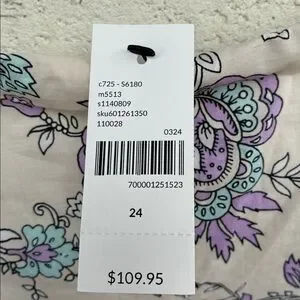 c725 - S6180
m5513
s1140809
sku601261350
110028
0324
700001251523
24
$109.95